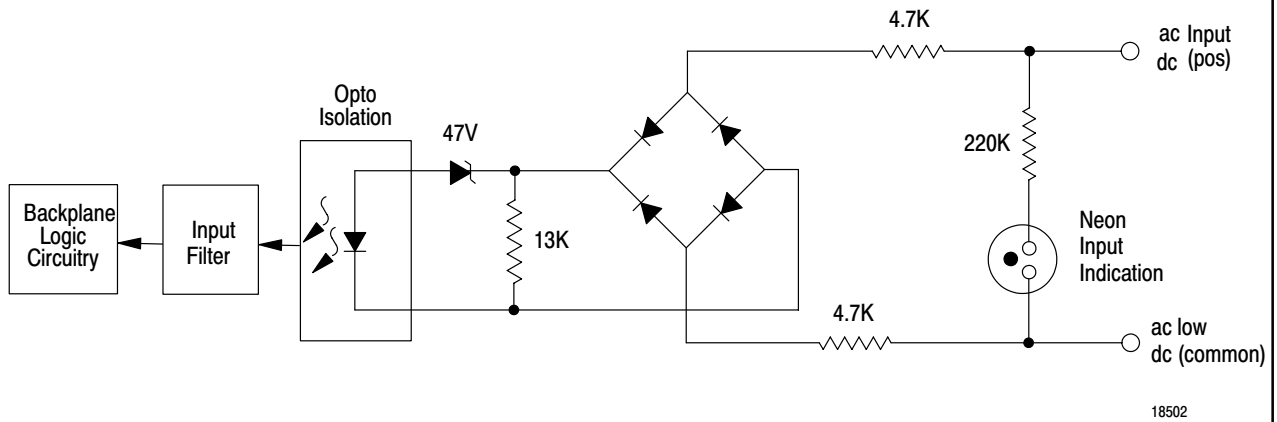 4.7K
ac Input
dc (pos)
Opto
Isolation
47V
220K
Backplane
Logic
Circuitry
Input
Filter
13K
Neon
Input
Indication
4.7K
ac low
dc (common)
18502